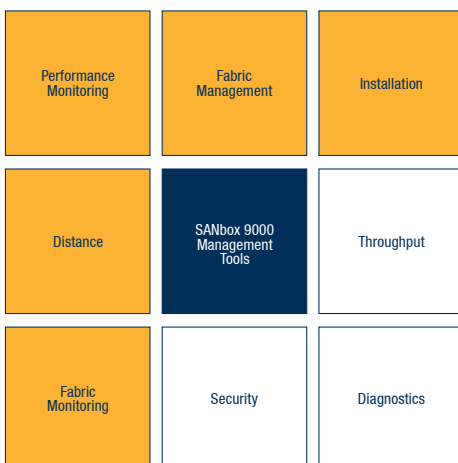 Performance
Monitoring
Fabric
Management
Installation
Distance
SANbox 9000
Management
Tools
Throughput
Fabric
Monitoring
Security
Diagnostics